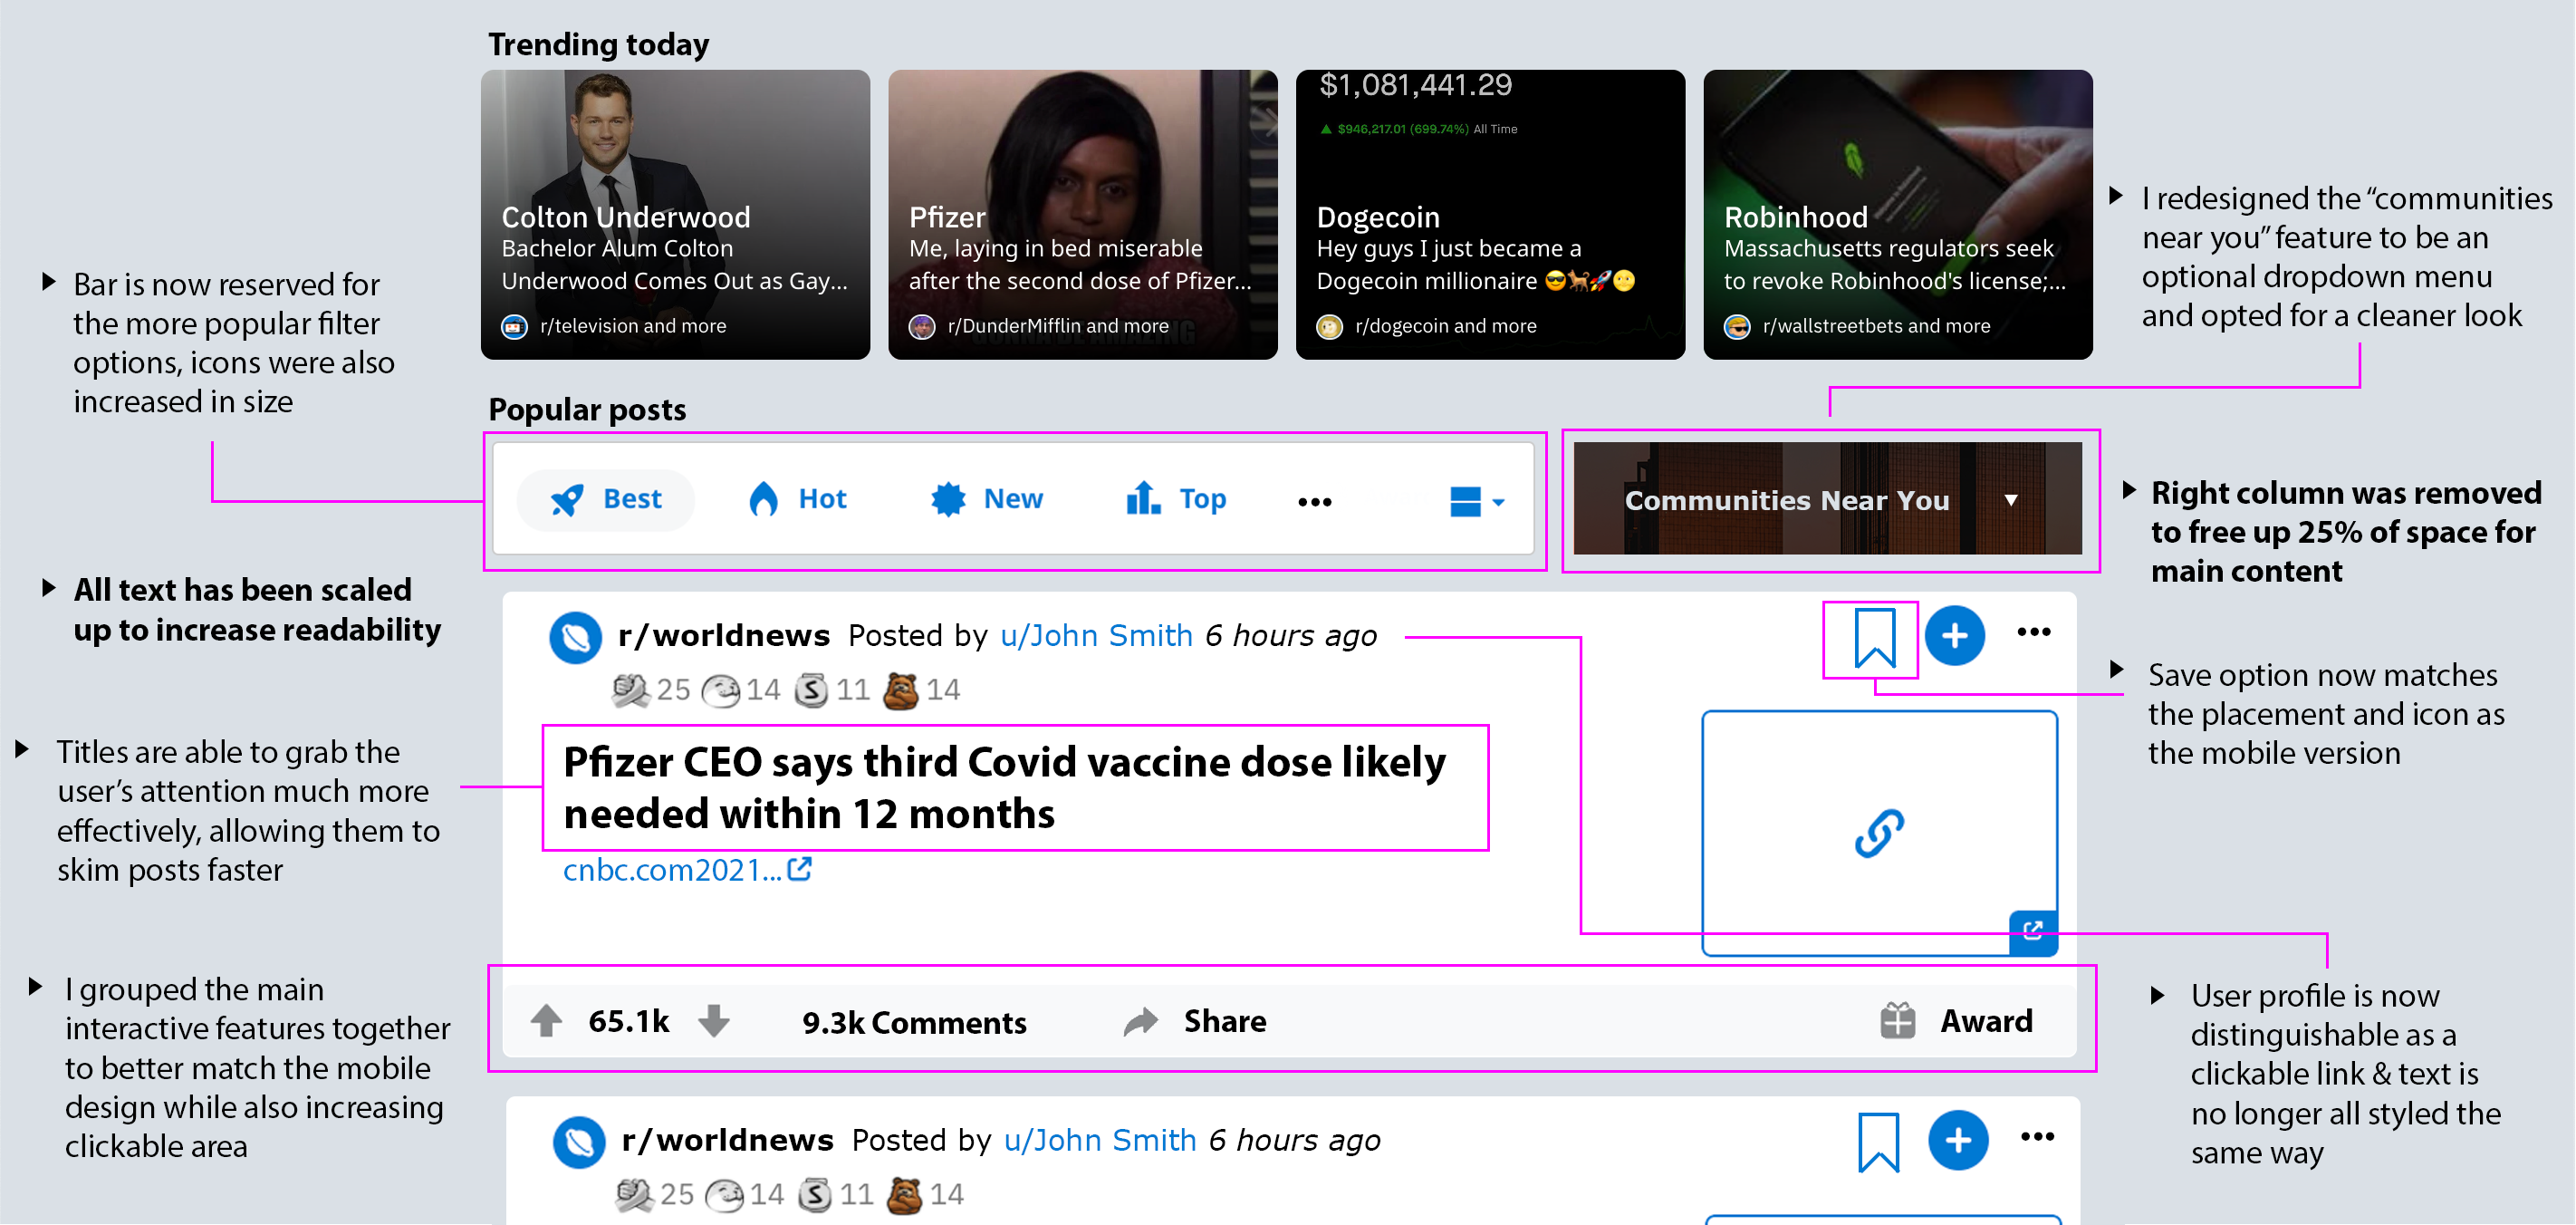 Trending today
Colton Underwood
Bachelor Alum Colton
Underwood Comes Out as Gay...
r/television and more
Pfizer
Me, laying in bed miserable
after the second dose of Pfizer...
r/DunderMifflin and more
GONNA BE AMAZING
$1,081,441.29
▲ $946,217.01 (699.74%) All Time
Dogecoin
Hey guys I just became a
Dogecoin millionaire 😎🐕🚀🌝
r/dogecoin and more
Robinhood
Massachusetts regulators seek
to revoke Robinhood's license;...
r/wallstreetbets and more
I redesigned the “communities
near you” feature to be an
optional dropdown menu
and opted for a cleaner look
Bar is now reserved for
the more popular filter
options, icons were also
increased in size
Popular posts
Best Hot New Top •••
Communities Near You ▼
Right column was removed
to free up 25% of space for
main content
All text has been scaled
up to increase readability
r/worldnews Posted by u/John Smith 6 hours ago
25 14 11 14
Save option now matches
the placement and icon as
the mobile version
Titles are able to grab the
user’s attention much more
effectively, allowing them to
skim posts faster
Pfizer CEO says third Covid vaccine dose likely
needed within 12 months
cnbc.com2021...
I grouped the main
interactive features together
to better match the mobile
design while also increasing
clickable area
65.1k 9.3k Comments Share Award
User profile is now
distinguishable as a
clickable link & text is
no longer all styled the
same way
r/worldnews Posted by u/John Smith 6 hours ago
25 14 11 14